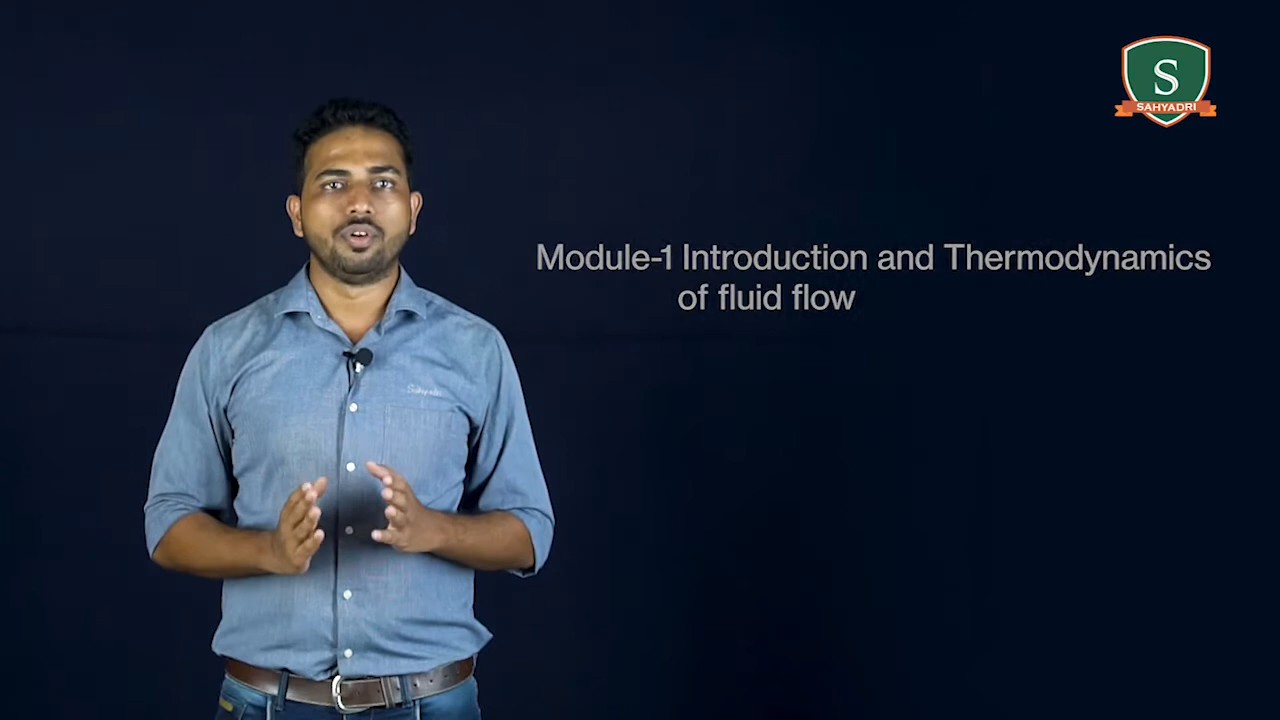 S
SAHYADRI
Module-1 Introduction and Thermodynamics
of fluid flow